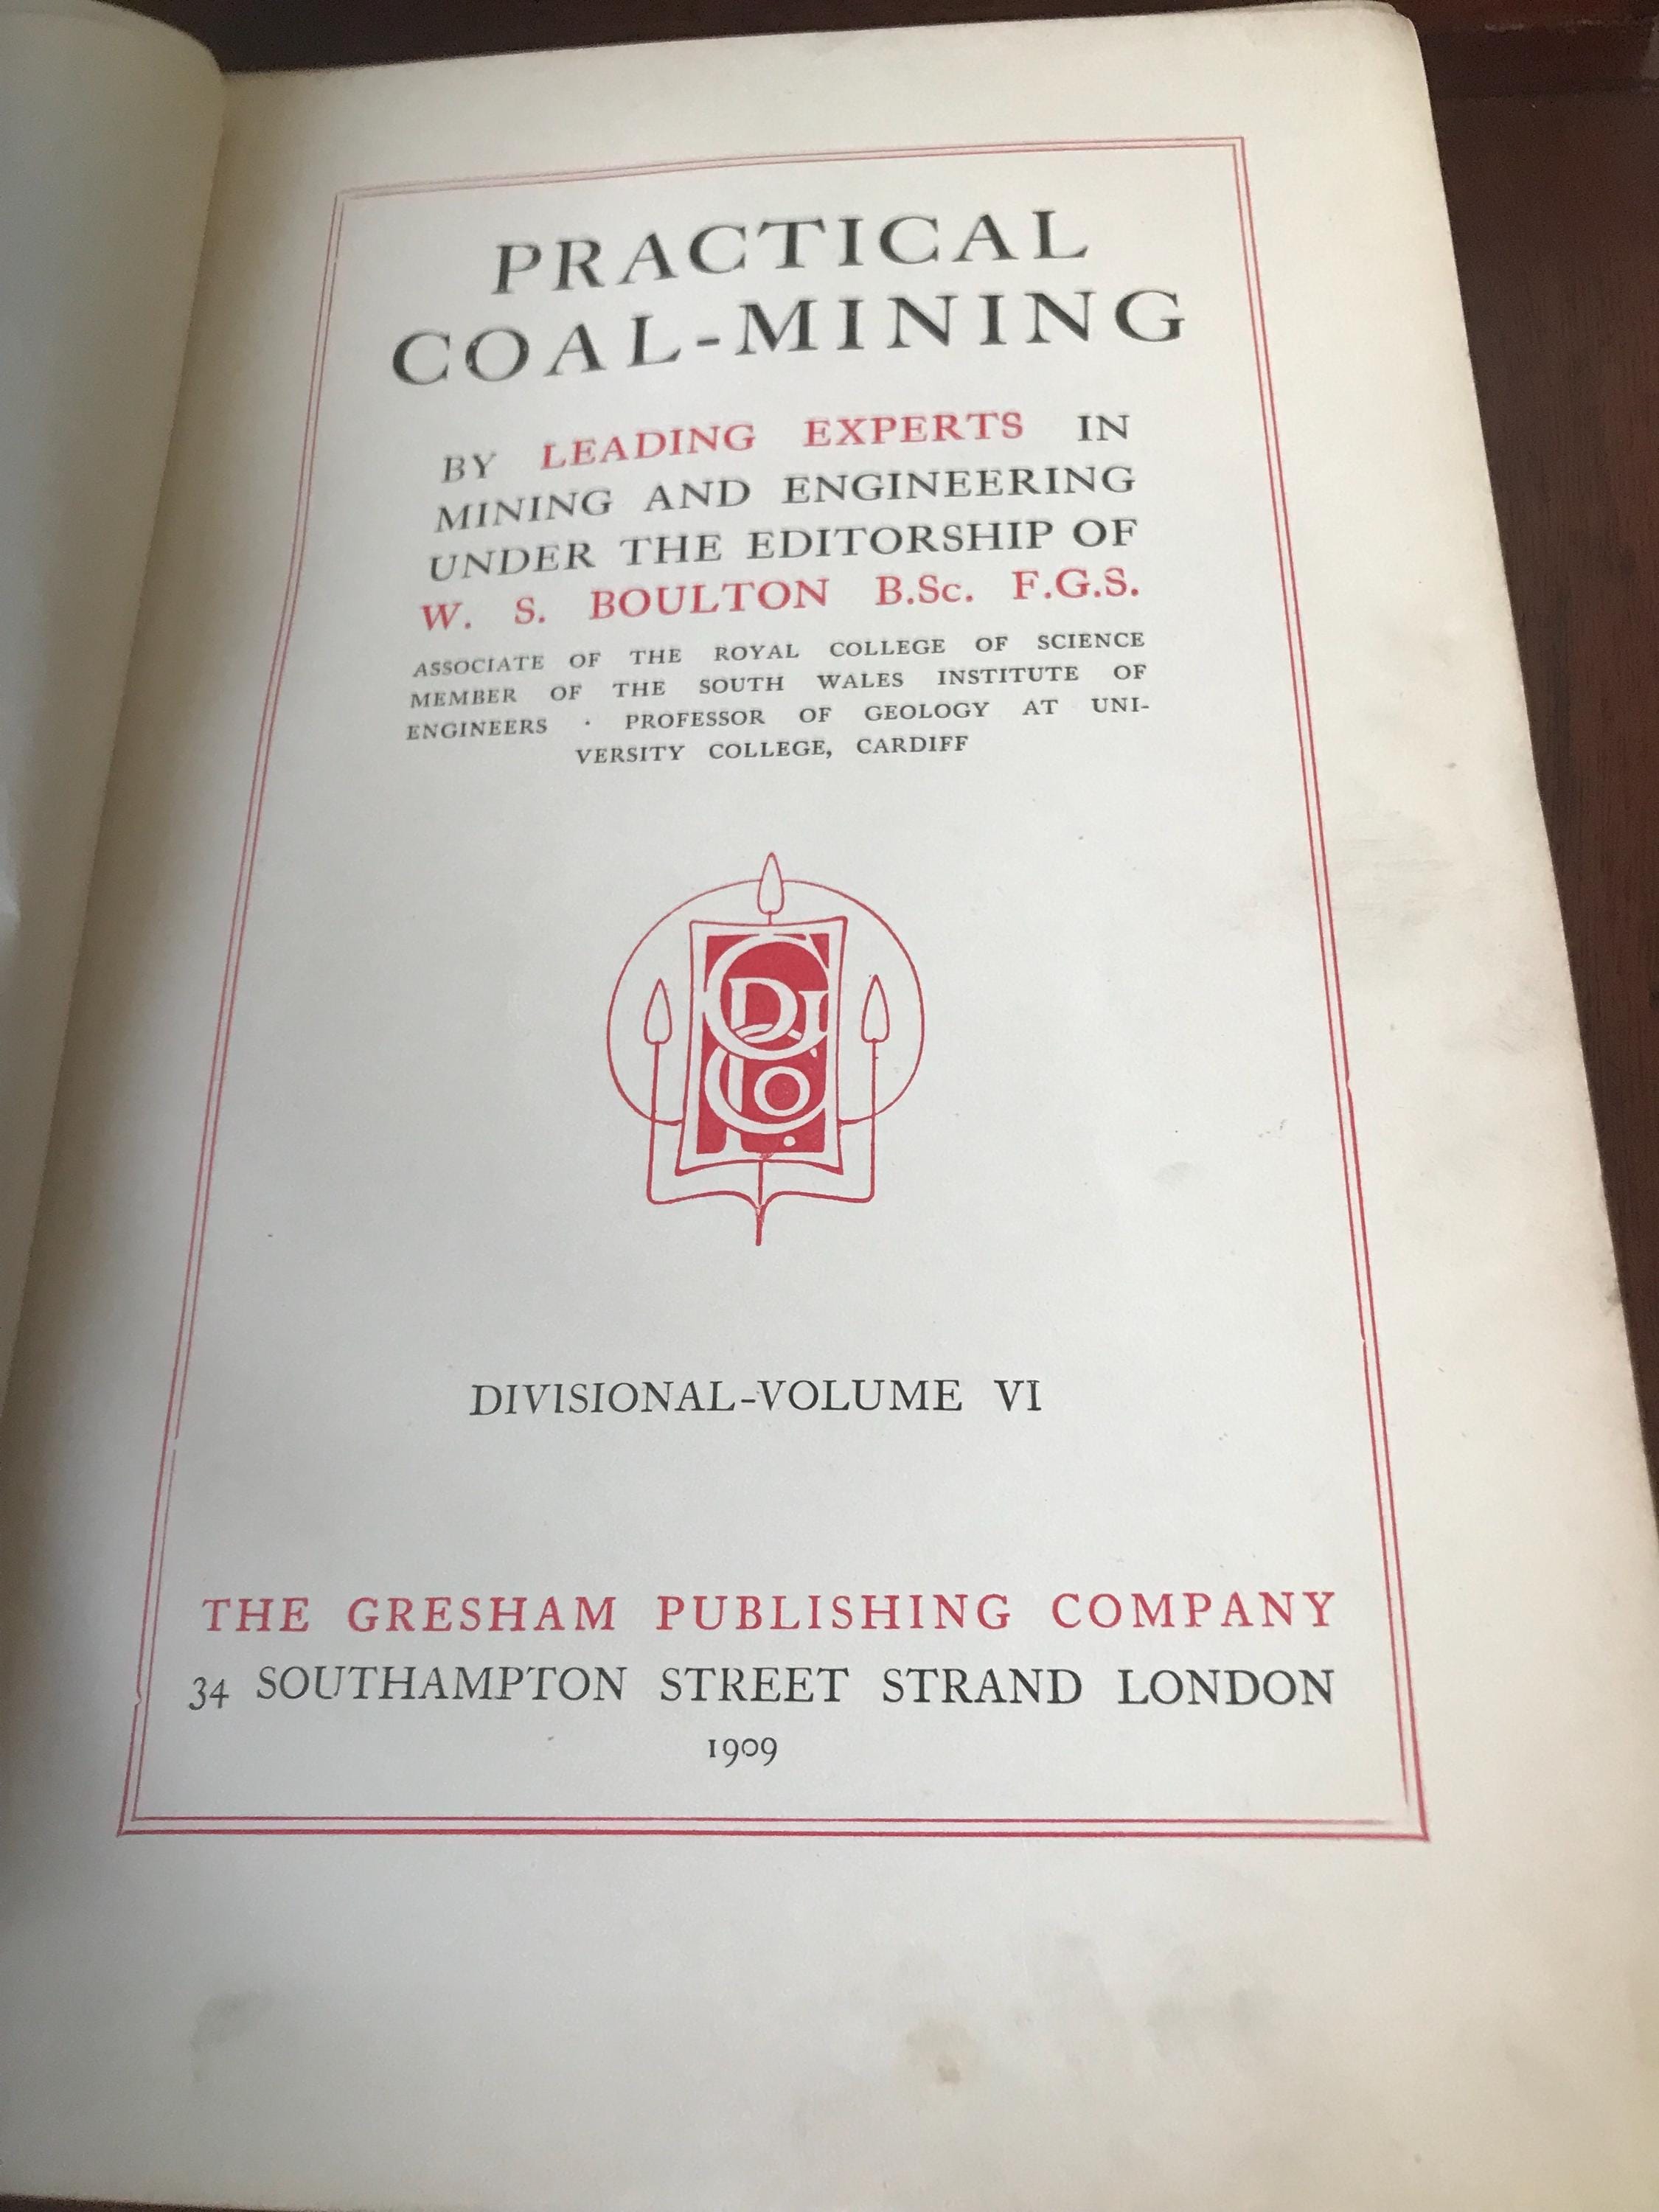 PRACTICAL
COAL-MINING
BY LEADING EXPERTS IN
MINING AND ENGINEERING
UNDER THE EDITORSHIP OF
W. S. BOULTON B.Sc. F.G.S.
ASSOCIATE OF THE ROYAL COLLEGE OF SCIENCE
MEMBER OF THE SOUTH WALES INSTITUTE OF
ENGINEERS · PROFESSOR OF GEOLOGY AT UNI-
VERSITY COLLEGE, CARDIFF
DIVISIONAL-VOLUME VI
THE GRESHAM PUBLISHING COMPANY
34 SOUTHAMPTON STREET STRAND LONDON
1909